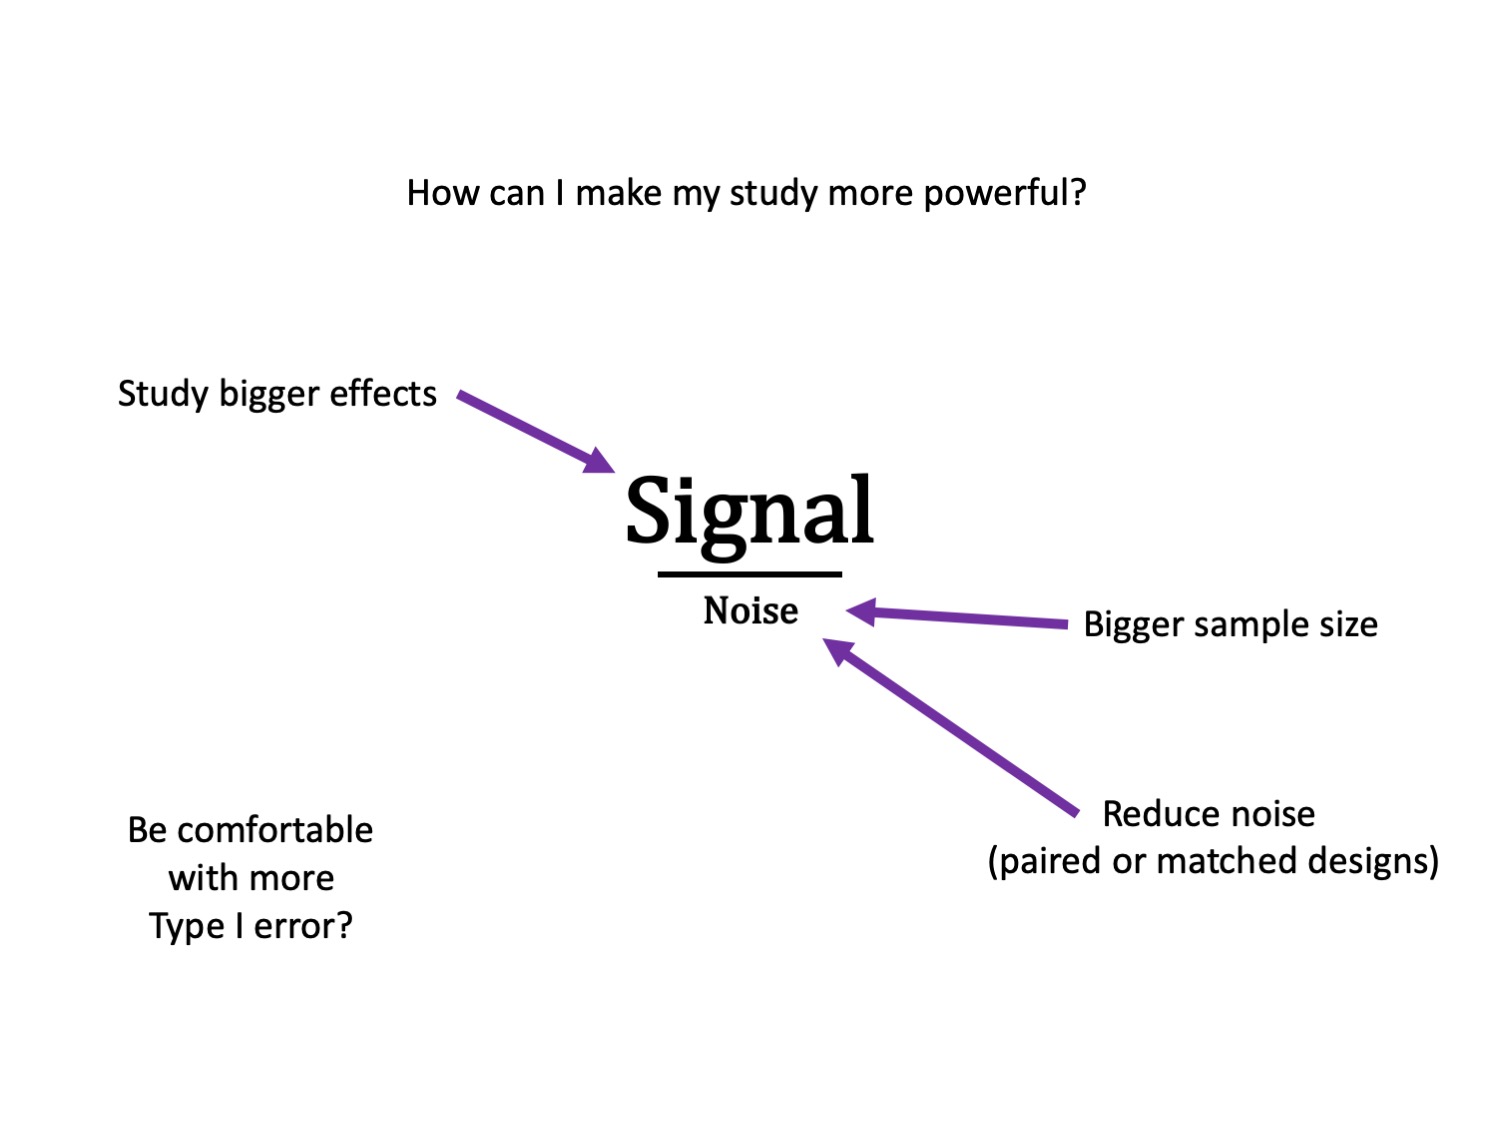 How can I make my study more powerful?
Study bigger effects
Signal
Noise
Bigger sample size
Reduce noise
(paired or matched designs)
Be comfortable
with more
Type I error?